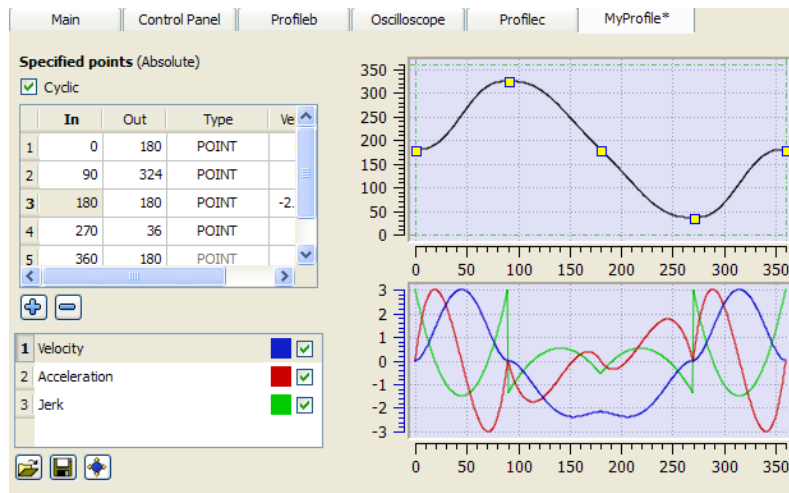 Main Control Panel Profileb Oscilloscope Profilec MyProfile*
Specified points (Absolute)
Cyclic
In Out Type Ve
1 0 180 POINT
2 90 324 POINT
3 180 180 POINT -2.
4 270 36 POINT
5 360 180 POINT
1 Velocity
2 Acceleration
3 Jerk
350
300
250
200
150
100
50
0
0 50 100 150 200 250 300 350
3
2
1
0
-1
-2
-3
0 50 100 150 200 250 300 350